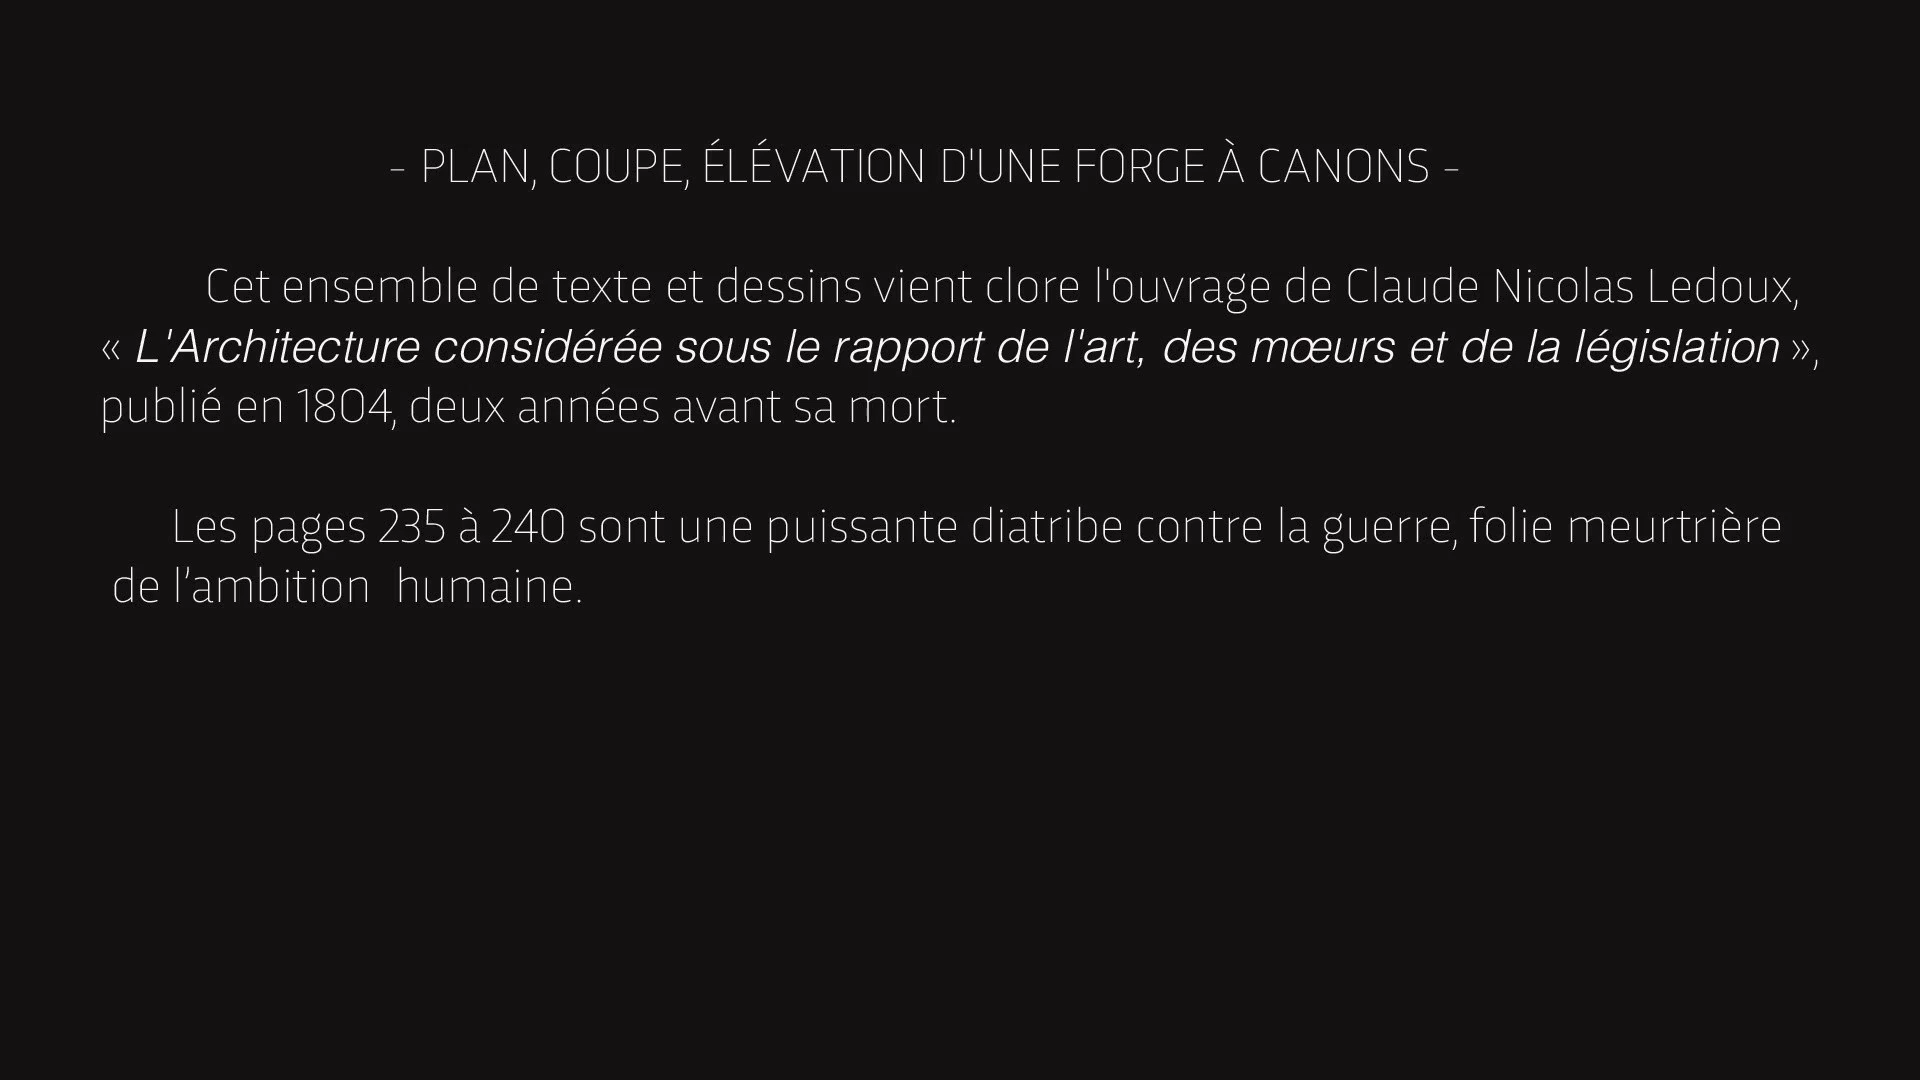 - PLAN, COUPE, ÉLÉVATION D'UNE FORGE À CANONS -
Cet ensemble de texte et dessins vient clore l'ouvrage de Claude Nicolas Ledoux,
« L'Architecture considérée sous le rapport de l'art, des mœurs et de la législation »,
publié en 1804, deux années avant sa mort.
Les pages 235 à 240 sont une puissante diatribe contre la guerre, folie meurtrière
de l’ambition humaine.